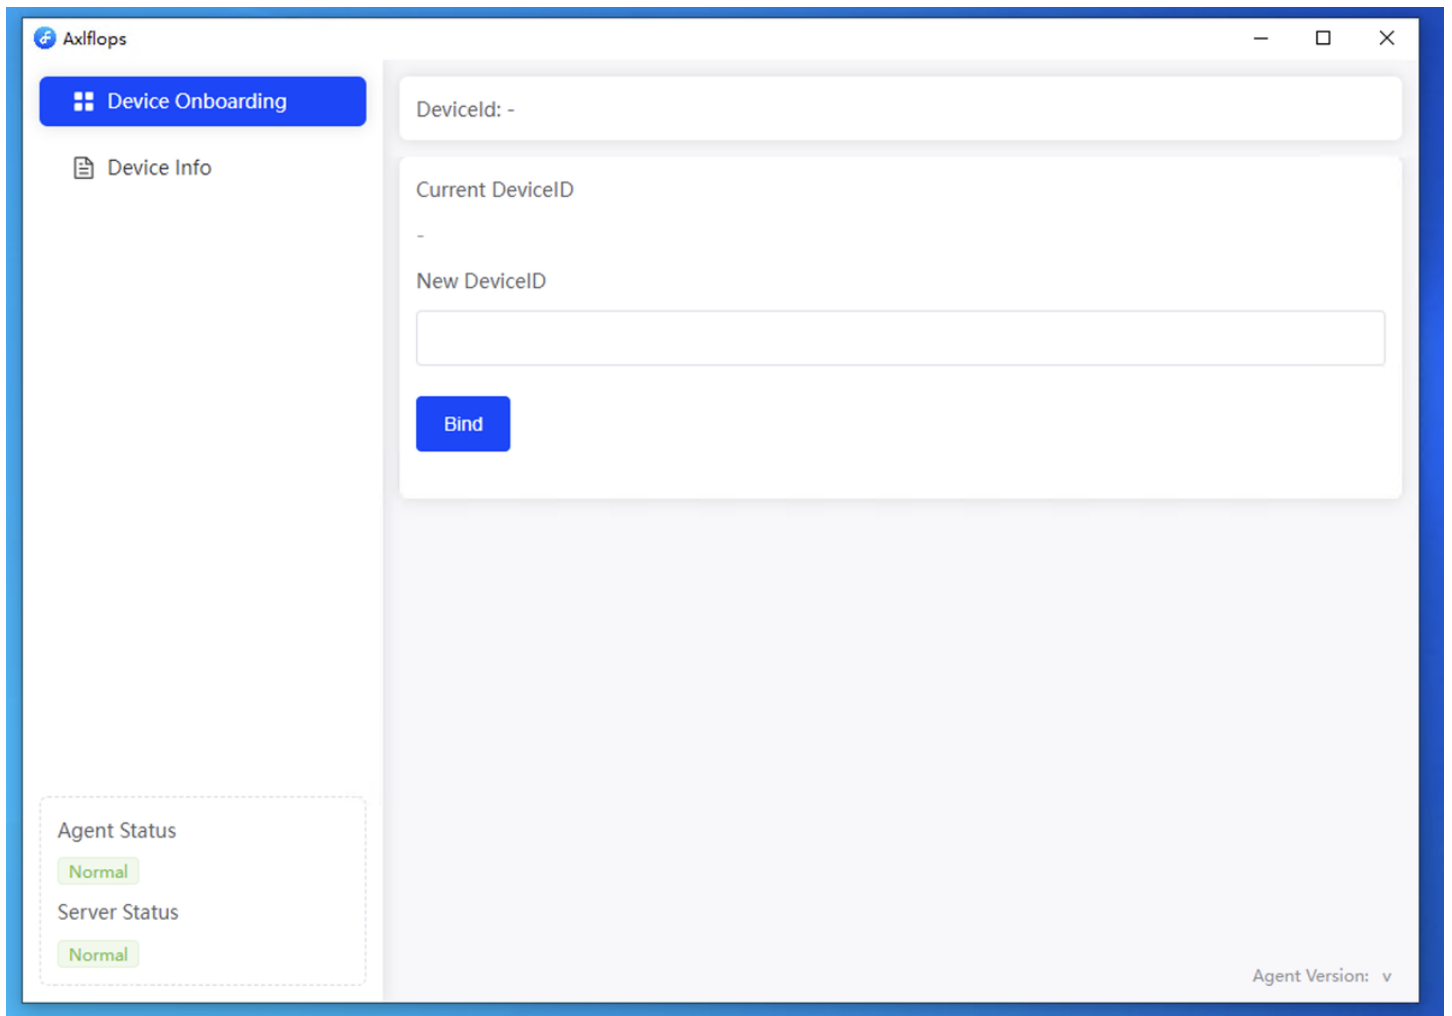 Axlflops
Device Onboarding
Device Info
DeviceId: -
Current DeviceID
-
New DeviceID
Bind
Agent Status
Normal
Server Status
Normal
Agent Version: v